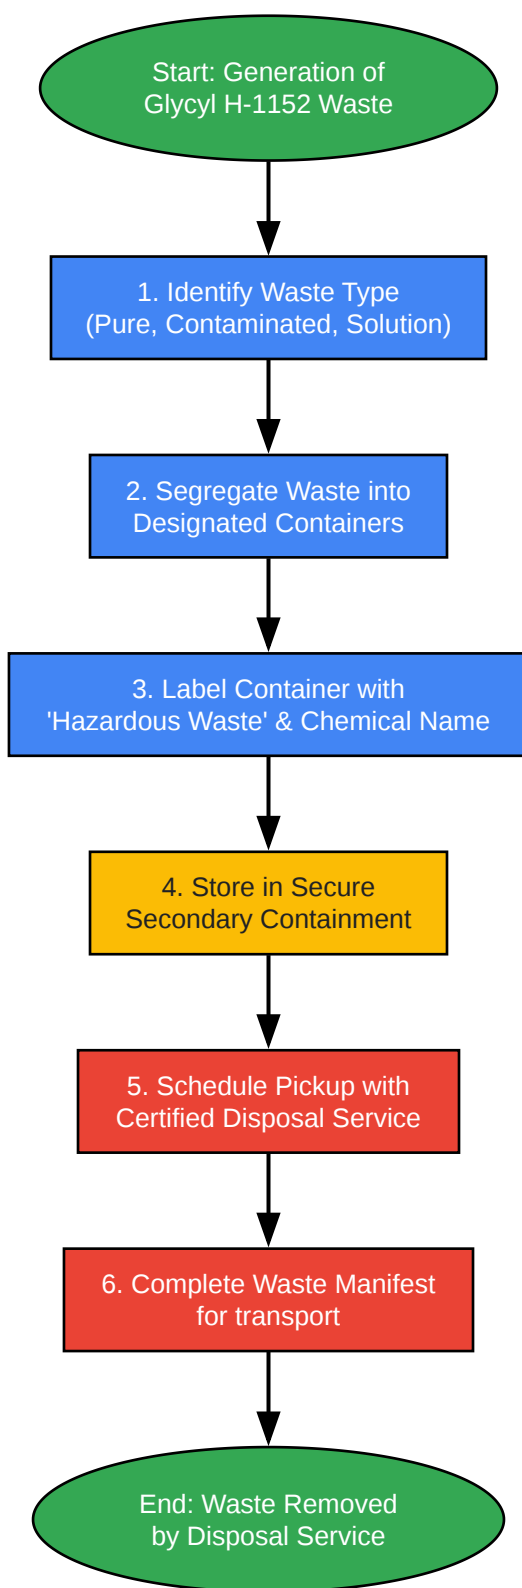 Start: Generation of
Glycyl H-1152 Waste
1. Identify Waste Type
(Pure, Contaminated, Solution)
2. Segregate Waste into
Designated Containers
3. Label Container with
'Hazardous Waste' & Chemical Name
4. Store in Secure
Secondary Containment
5. Schedule Pickup with
Certified Disposal Service
6. Complete Waste Manifest
for transport
End: Waste Removed
by Disposal Service